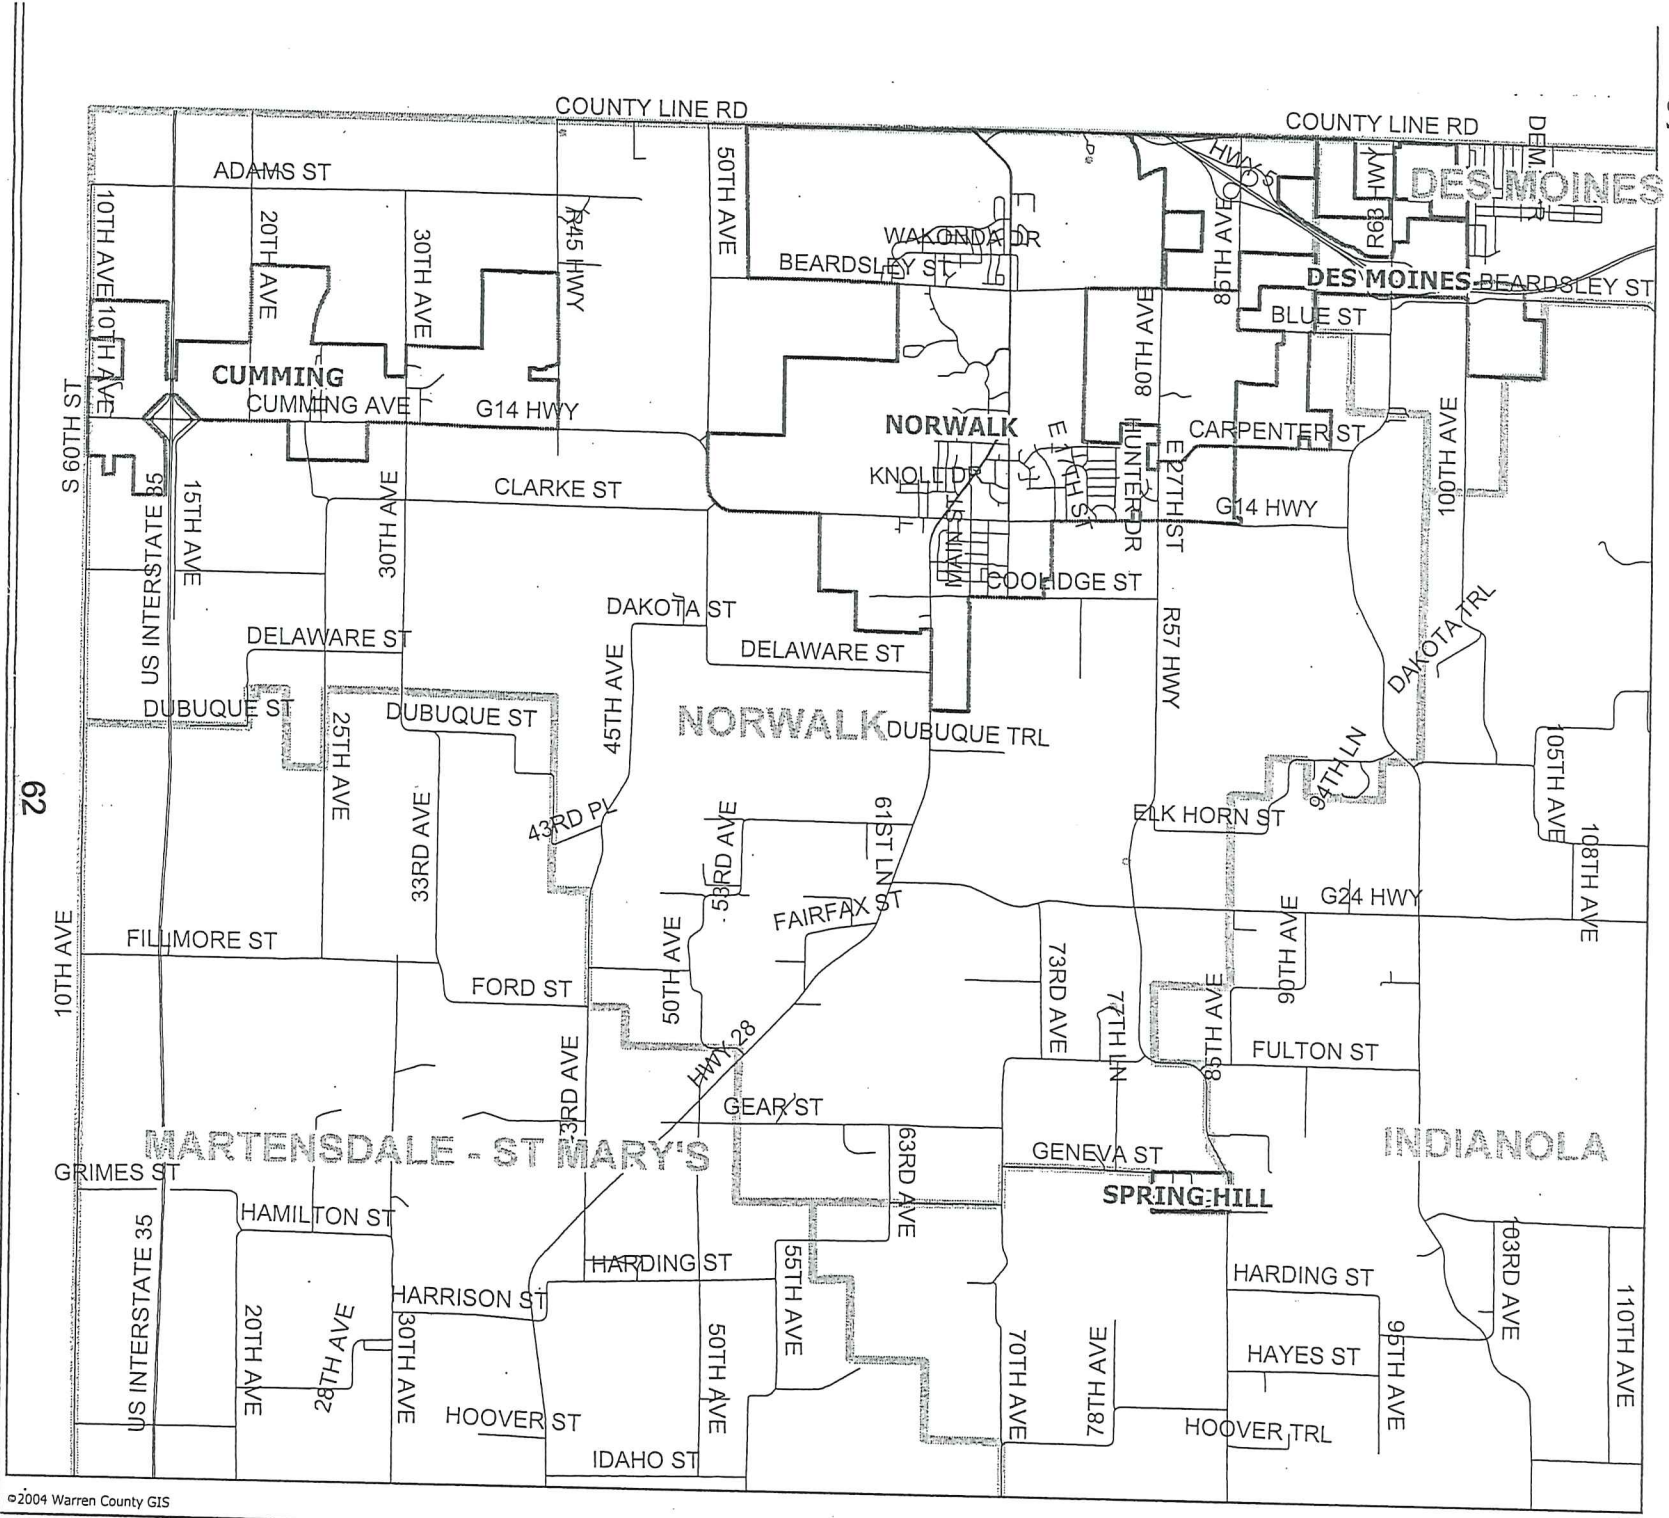 COUNTY LINE RD
COUNTY LINE RD
ADAMS ST
10TH AVE
20TH AVE
30TH AVE
R45 HWY
50TH AVE
WAKONDA DR
BEARDSLEY ST
HWY 5
85TH AVE
R63 HWY
DES MOINES
DES MOINES
BEARDSLEY ST
BLUE ST
10TH AVE
CUMMING
CUMMING AVE
G14 HWY
S 60TH ST
NORWALK
KNOLL DR
E 7TH ST
HUNTER DR
80TH AVE
CARPENTER ST
E 27TH ST
G14 HWY
100TH AVE
US INTERSTATE 35
15TH AVE
30TH AVE
CLARKE ST
MAIN ST
COOLIDGE ST
DAKOTA ST
DELAWARE ST
DELAWARE ST
R57 HWY
DAKOTA TRL
DUBUQUE ST
25TH AVE
DUBUQUE ST
45TH AVE
NORWALK
DUBUQUE TRL
94TH LN
105TH AVE
62
33RD AVE
43RD PL
53RD AVE
61ST LN
ELK HORN ST
108TH AVE
FAIRFAX ST
G24 HWY
10TH AVE
FILLMORE ST
FORD ST
50TH AVE
73RD AVE
77TH LN
85TH AVE
90TH AVE
FULTON ST
HWY 28
GEAR ST
MARTENSDALE - ST MARY'S
63RD AVE
GENEVA ST
INDIANOLA
SPRING HILL
GRIMES ST
HAMILTON ST
HARDING ST
HARDING ST
103RD AVE
US INTERSTATE 35
20TH AVE
28TH AVE
HARRISON ST
30TH AVE
50TH AVE
55TH AVE
70TH AVE
78TH AVE
HAYES ST
95TH AVE
110TH AVE
HOOVER ST
HOOVER TRL
IDAHO ST
©2004 Warren County GIS